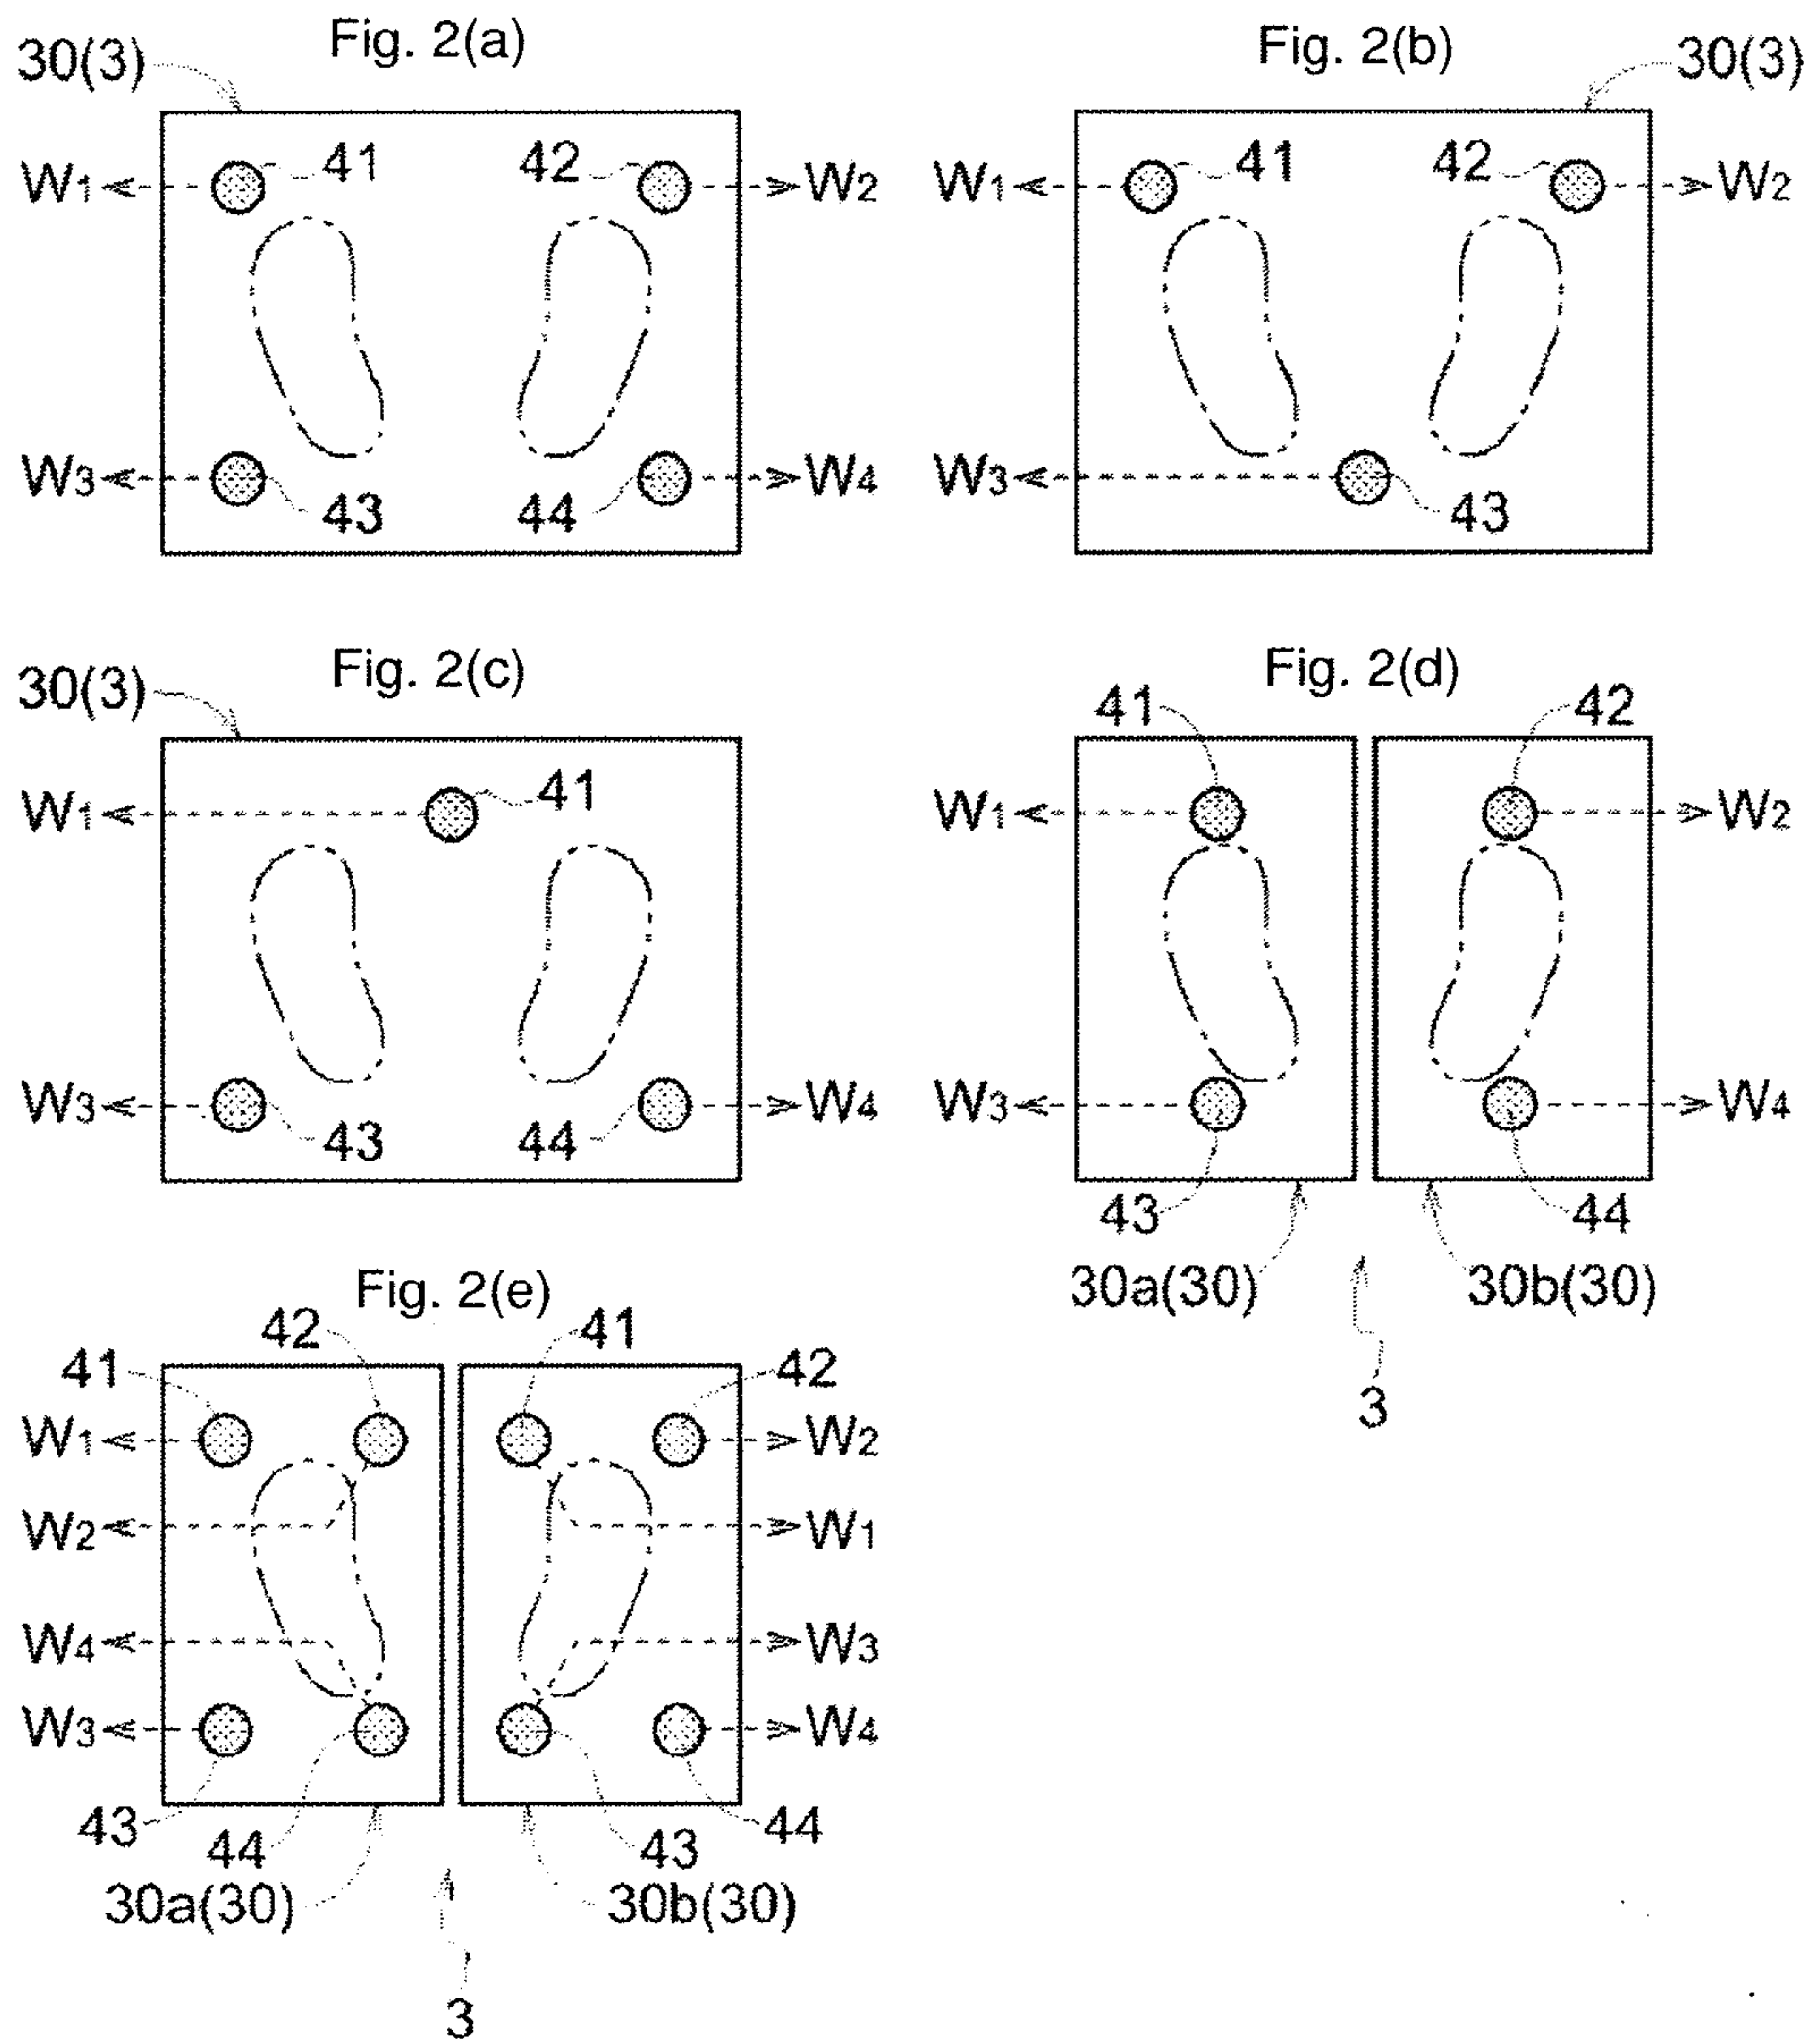 Fig. 2(a)
30(3)
41 42
W1 W2
W3 W4
43 44
Fig. 2(b)
30(3)
41 42
W1 W2
W3
43
Fig. 2(c)
30(3)
41
W1
W3 W4
43 44
Fig. 2(d)
41 42
W1 W2
W3 W4
43 44
30a(30) 30b(30)
3
Fig. 2(e)
42 41
41 42
W1 W2
W2 W1
W4 W3
W3 W4
43 44
44 43
30a(30) 30b(30)
3